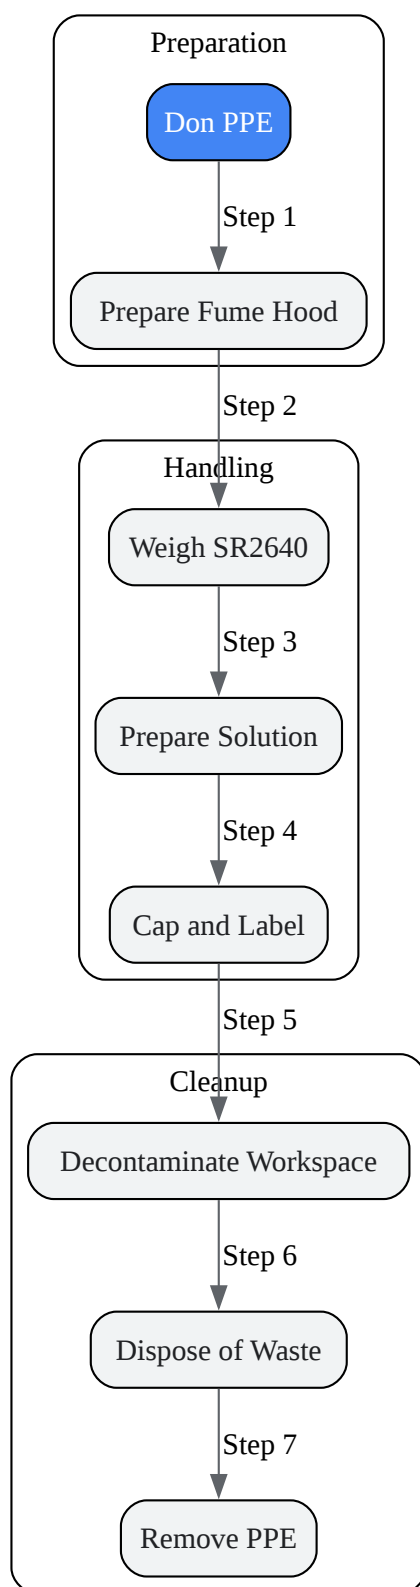 Preparation
Don PPE
Step 1
Prepare Fume Hood
Step 2
Handling
Weigh SR2640
Step 3
Prepare Solution
Step 4
Cap and Label
Step 5
Cleanup
Decontaminate Workspace
Step 6
Dispose of Waste
Step 7
Remove PPE